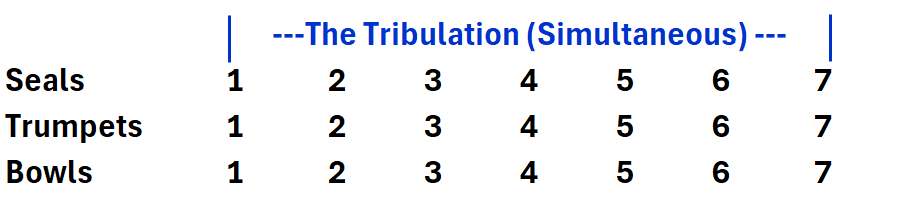 ---The Tribulation (Simultaneous) ---
Seals 1 2 3 4 5 6 7
Trumpets 1 2 3 4 5 6 7
Bowls 1 2 3 4 5 6 7